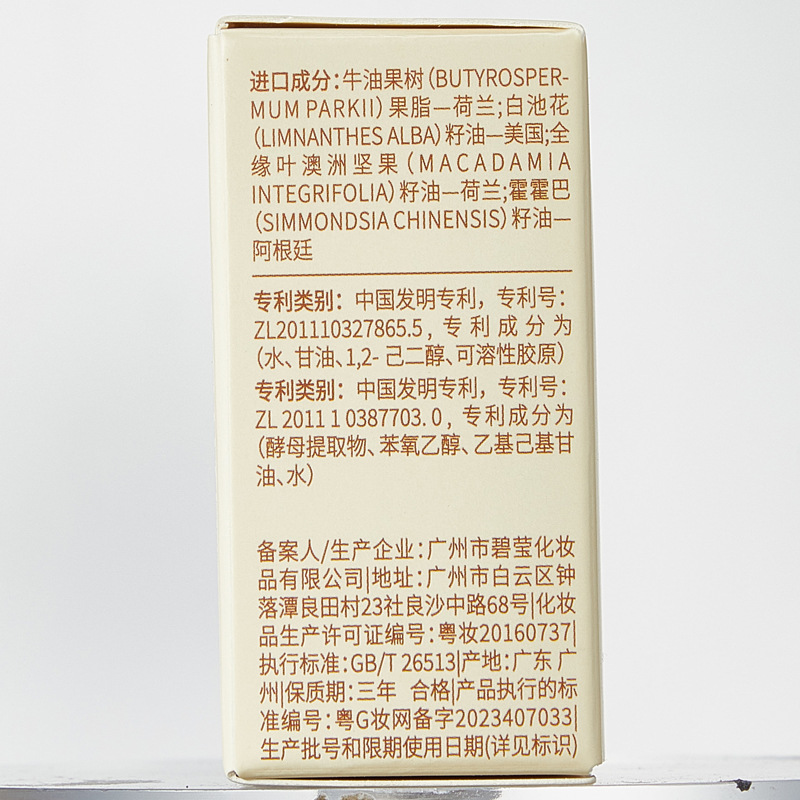 进口成分:牛油果树(BUTYROSPER-
MUM PARKII)果脂—荷兰;白池花
(LIMNANTHES ALBA)籽油—美国;全
缘叶澳洲坚果(MACADAMIA
INTEGRIFOLIA)籽油—荷兰;霍霍巴
(SIMMONDSIA CHINENSIS)籽油—
阿根廷
专利类别：中国发明专利，专利号：
ZL201110327865.5，专利成分为
(水、甘油、1,2- 己二醇、可溶性胶原)
专利类别：中国发明专利，专利号：
ZL 2011 1 0387703. 0，专利成分为
(酵母提取物、苯氧乙醇、乙基己基甘
油、水)
备案人/生产企业:广州市碧莹化妆
品有限公司|地址:广州市白云区钟
落潭良田村23社良沙中路68号|化妆
品生产许可证编号:粤妆20160737|
执行标准:GB/T 26513|产地:广东 广
州|保质期:三年 合格|产品执行的标
准编号:粤G妆网备字2023407033|
生产批号和限期使用日期(详见标识)